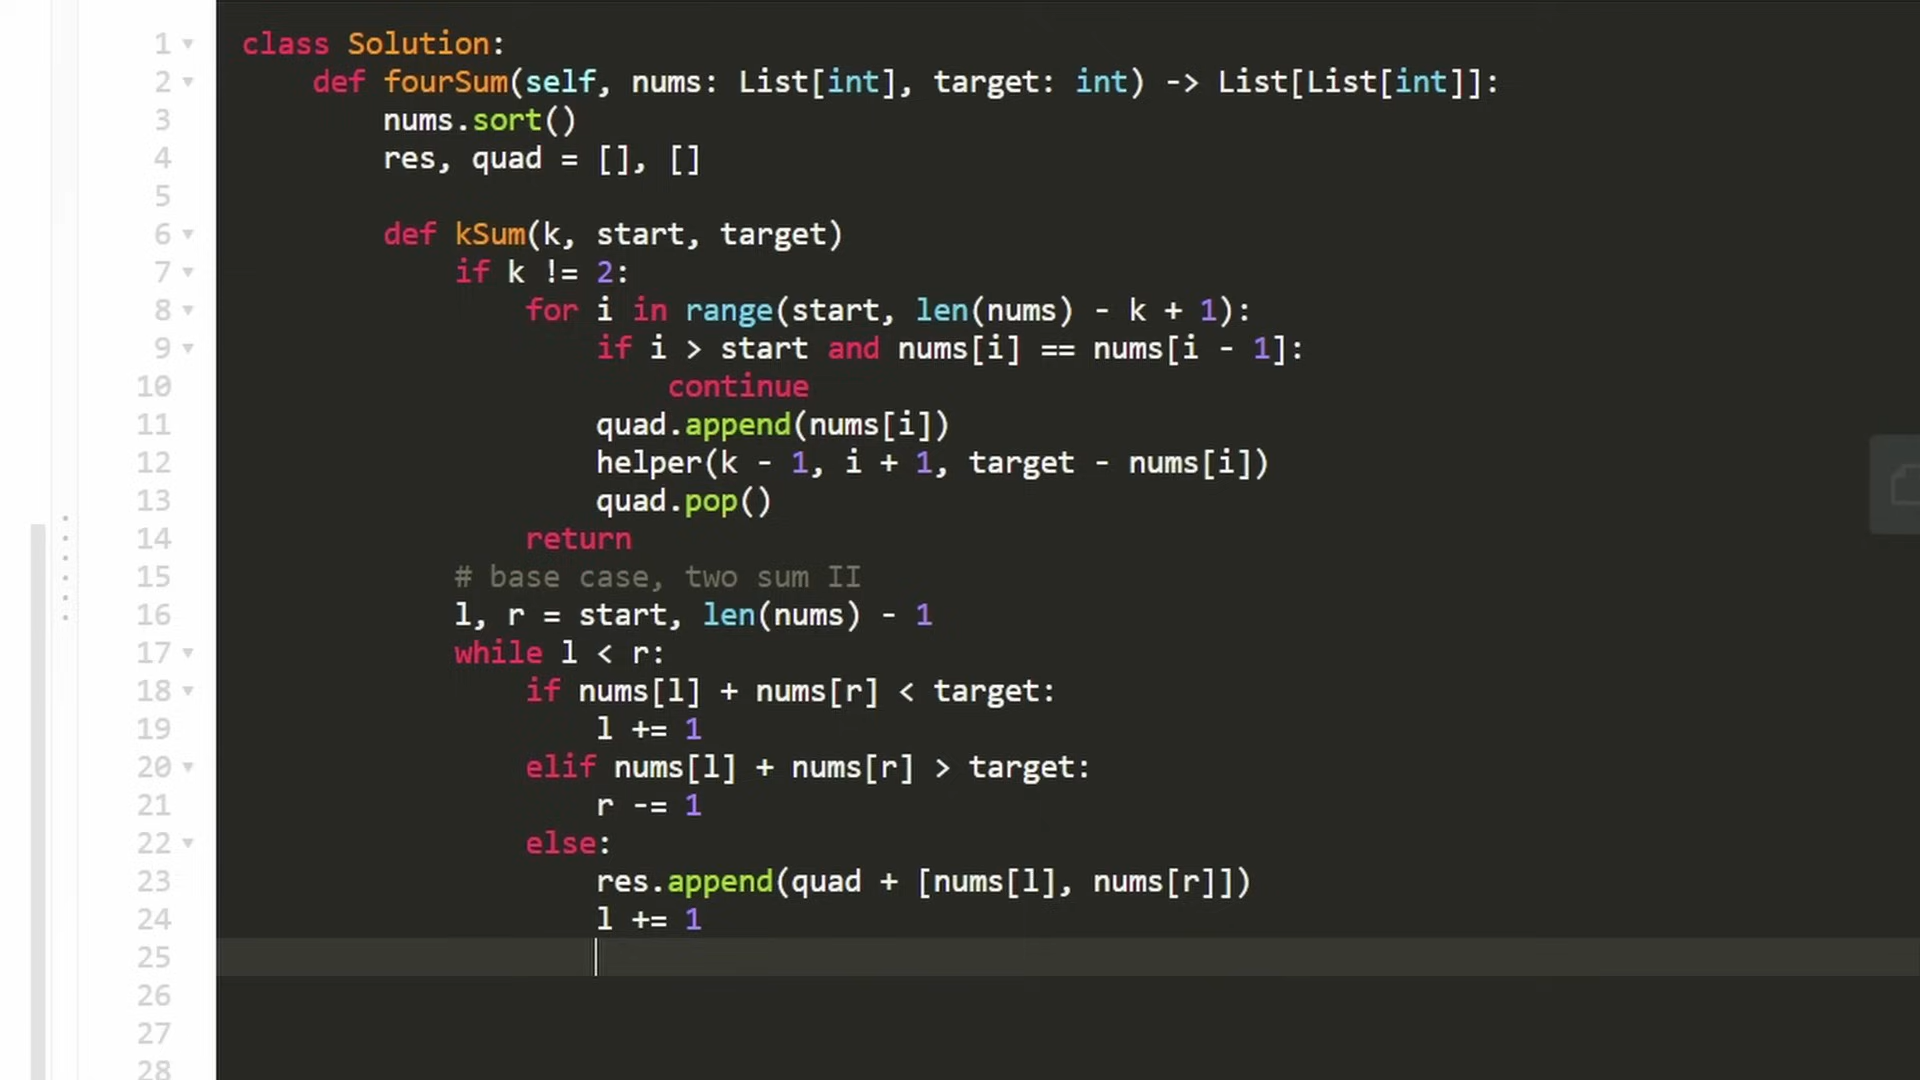 1 class Solution:
2 def fourSum(self, nums: List[int], target: int) -> List[List[int]]:
3 nums.sort()
4 res, quad = [], []
5
6 def kSum(k, start, target)
7 if k != 2:
8 for i in range(start, len(nums) - k + 1):
9 if i > start and nums[i] == nums[i - 1]:
10 continue
11 quad.append(nums[i])
12 helper(k - 1, i + 1, target - nums[i])
13 quad.pop()
14 return
15 # base case, two sum II
16 l, r = start, len(nums) - 1
17 while l < r:
18 if nums[l] + nums[r] < target:
19 l += 1
20 elif nums[l] + nums[r] > target:
21 r -= 1
22 else:
23 res.append(quad + [nums[l], nums[r]])
24 l += 1
25
26
27
28